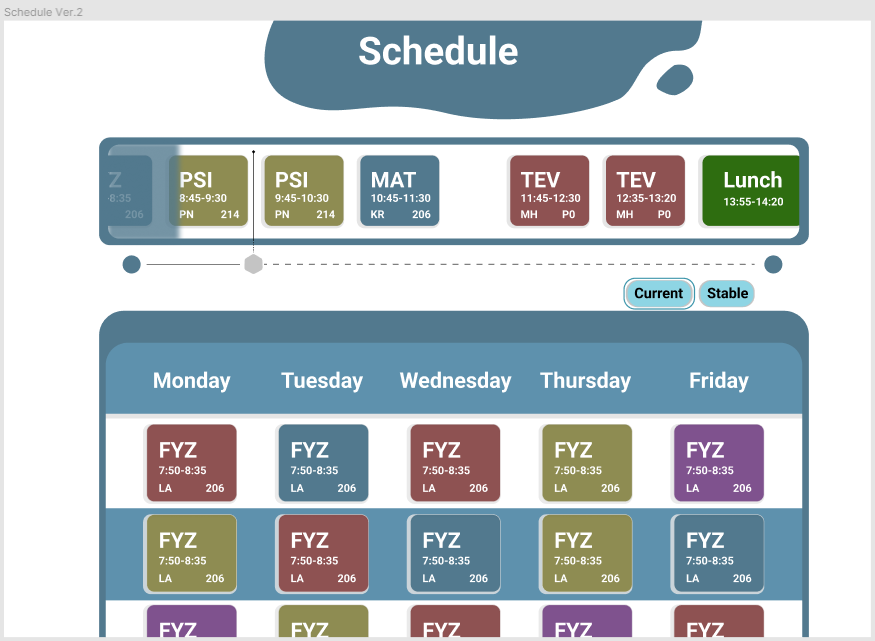 Schedule Ver.2
Schedule
Z PSI PSI MAT TEV TEV Lunch
8:35 8:45-9:30 9:45-10:30 10:45-11:30 11:45-12:30 12:35-13:20 13:55-14:20
206 PN 214 PN 214 KR 206 MH P0 MH P0
Current Stable
Monday Tuesday Wednesday Thursday Friday
FYZ FYZ FYZ FYZ FYZ
7:50-8:35 7:50-8:35 7:50-8:35 7:50-8:35 7:50-8:35
LA 206 LA 206 LA 206 LA 206 LA 206
FYZ FYZ FYZ FYZ FYZ
7:50-8:35 7:50-8:35 7:50-8:35 7:50-8:35 7:50-8:35
LA 206 LA 206 LA 206 LA 206 LA 206
FYZ FYZ FYZ FYZ FYZ